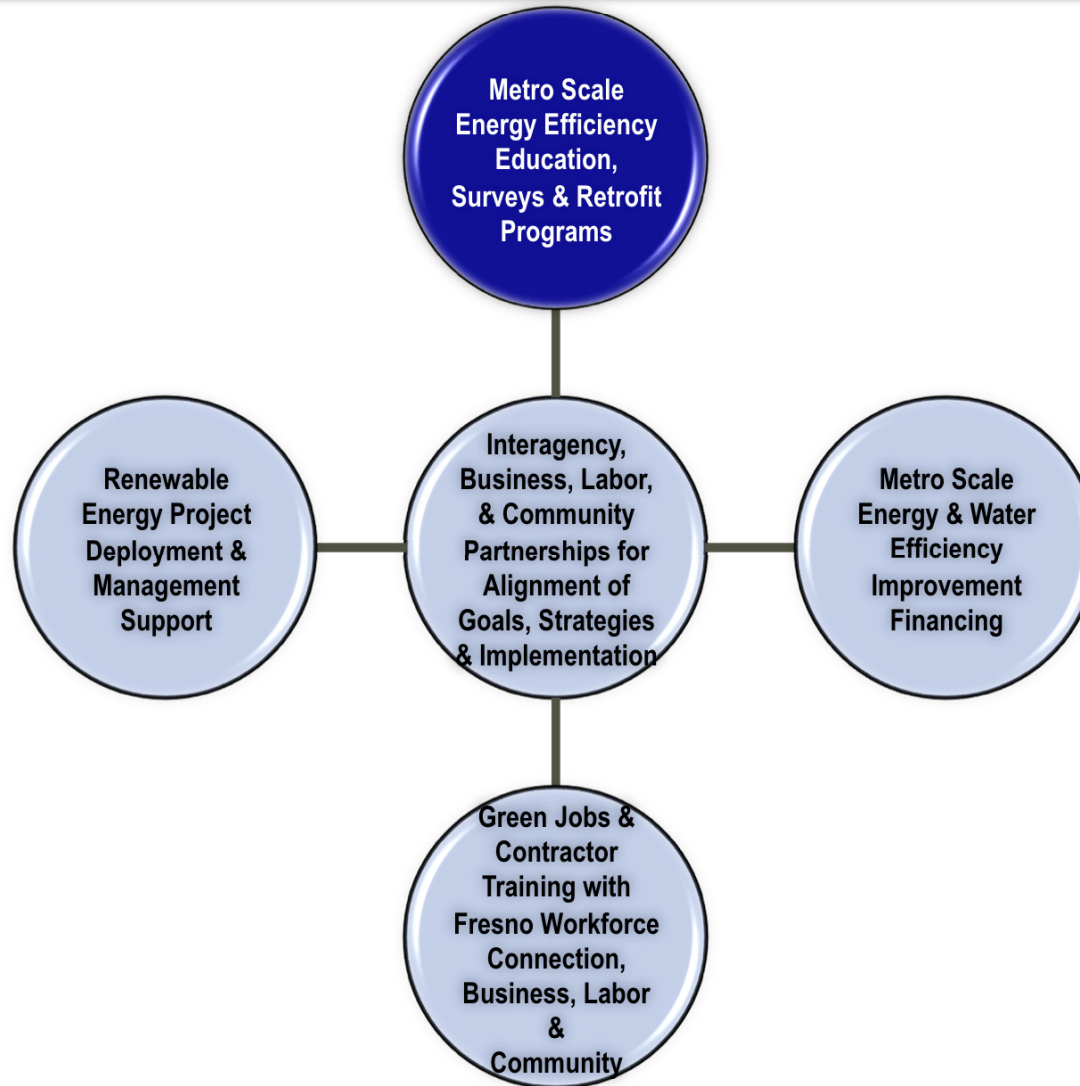 Metro Scale
Energy Efficiency
Education,
Surveys & Retrofit
Programs
Renewable
Energy Project
Deployment &
Management
Support
Interagency,
Business, Labor,
& Community
Partnerships for
Alignment of
Goals, Strategies
& Implementation
Metro Scale
Energy & Water
Efficiency
Improvement
Financing
Green Jobs &
Contractor
Training with
Fresno Workforce
Connection,
Business, Labor
&
Community